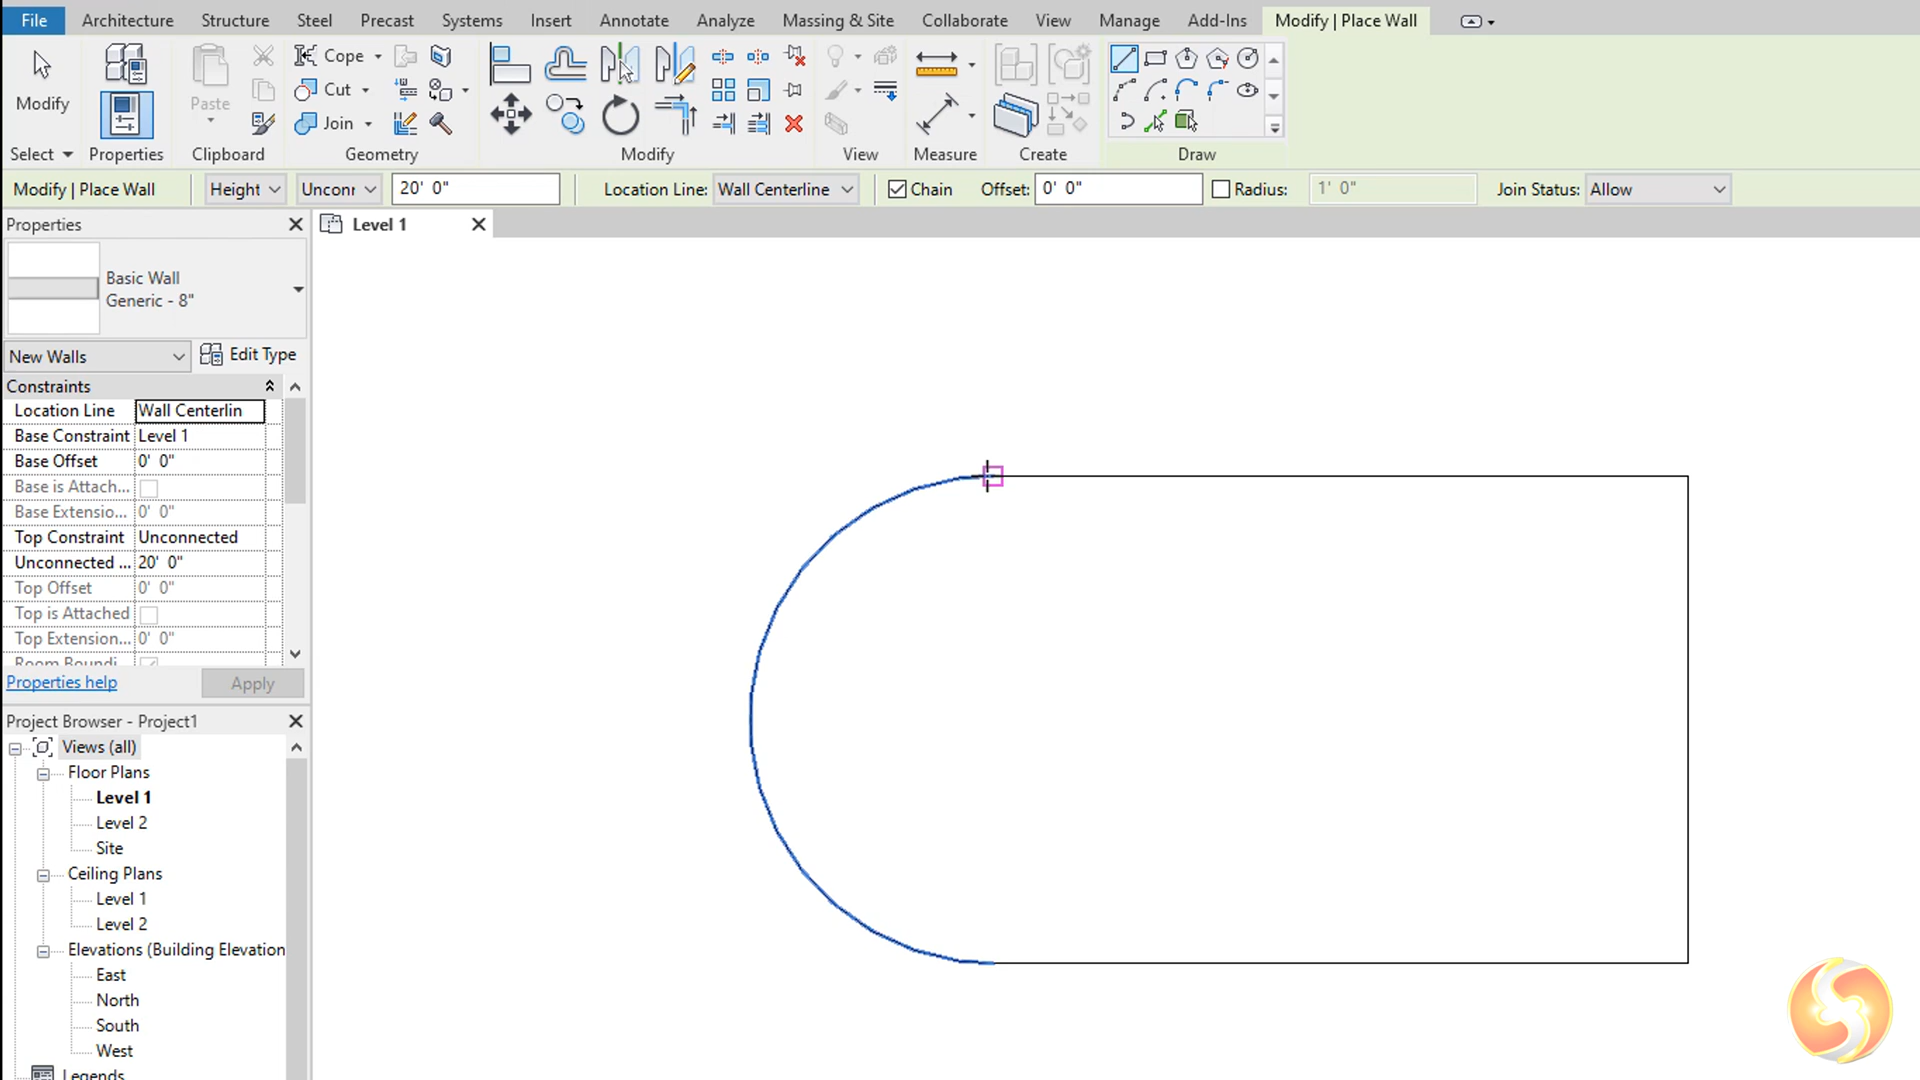 File Architecture Structure Steel Precast Systems Insert Annotate Analyze Massing & Site Collaborate View Manage Add-Ins Modify | Place Wall
Modify
Paste
Cope
Cut
Join
Select Properties Clipboard Geometry Modify View Measure Create Draw
Modify | Place Wall Height Unconr 20' 0" Location Line: Wall Centerline Chain Offset: 0' 0" Radius: 1' 0" Join Status: Allow
Properties
Level 1
Basic Wall
Generic - 8"
New Walls Edit Type
Constraints
Location Line Wall Centerlin
Base Constraint Level 1
Base Offset 0' 0"
Base is Attach...
Base Extensio... 0' 0"
Top Constraint Unconnected
Unconnected ... 20' 0"
Top Offset 0' 0"
Top is Attached
Top Extension... 0' 0"
Room Boundi
Properties help Apply
Project Browser - Project1
Views (all)
Floor Plans
Level 1
Level 2
Site
Ceiling Plans
Level 1
Level 2
Elevations (Building Elevation
East
North
South
West
Legends